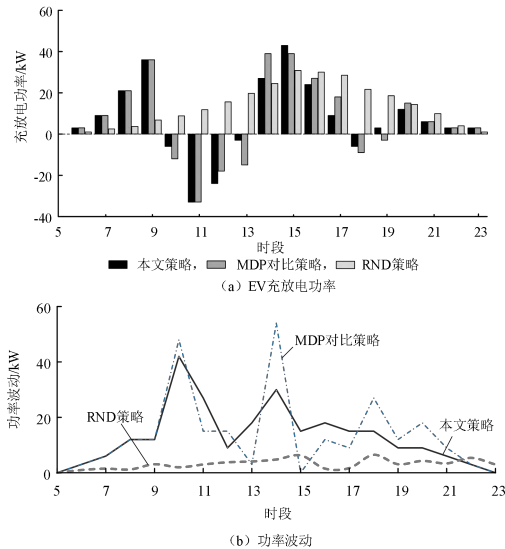 60
40
20
0
-20
-40
充放电功率/kW
5 7 9 11 13 15 17 19 21 23
时段
本文策略， MDP对比策略， RND策略
（a）EV充放电功率
60
40
20
0
功率波动/kW
MDP对比策略
RND策略
本文策略
5 7 9 11 13 15 17 19 21 23
时段
（b）功率波动